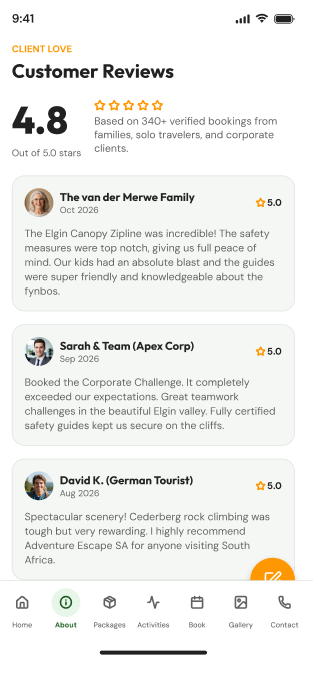 9:41
CLIENT LOVE
Customer Reviews
4.8
Out of 5.0 stars
Based on 340+ verified bookings from
families, solo travelers, and corporate
clients.
The van der Merwe Family
Oct 2026
5.0
The Elgin Canopy Zipline was incredible! The safety
measures were top notch, giving us full peace of
mind. Our kids had an absolute blast and the guides
were super friendly and knowledgeable about the
fynbos.
Sarah & Team (Apex Corp)
Sep 2026
5.0
Booked the Corporate Challenge. It completely
exceeded our expectations. Great teamwork
challenges in the beautiful Elgin valley. Fully certified
safety guides kept us secure on the cliffs.
David K. (German Tourist)
Aug 2026
5.0
Spectacular scenery! Cederberg rock climbing was
tough but very rewarding. I highly recommend
Adventure Escape SA for anyone visiting South
Africa.
Home
About
Packages
Activities
Book
Gallery
Contact